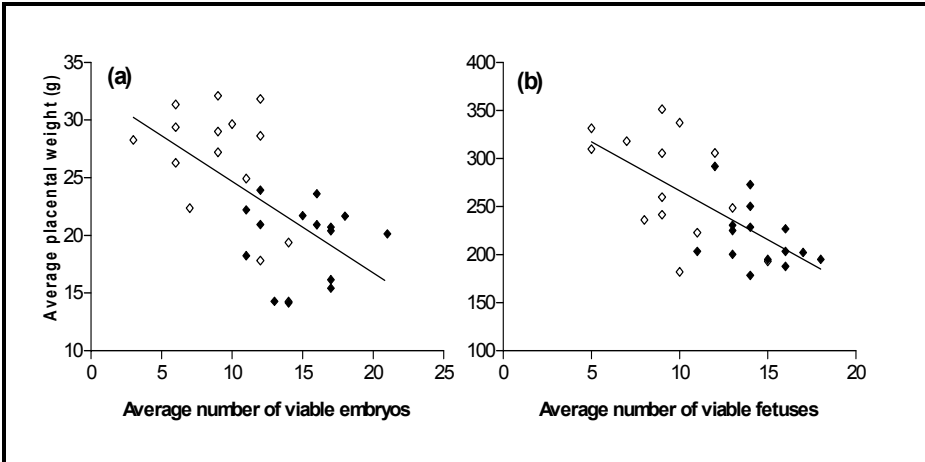 (a)
Average placental weight (g)
35
30
25
20
15
10
0 5 10 15 20 25
Average number of viable embryos
(b)
400
350
300
250
200
150
100
0 5 10 15 20
Average number of viable fetuses